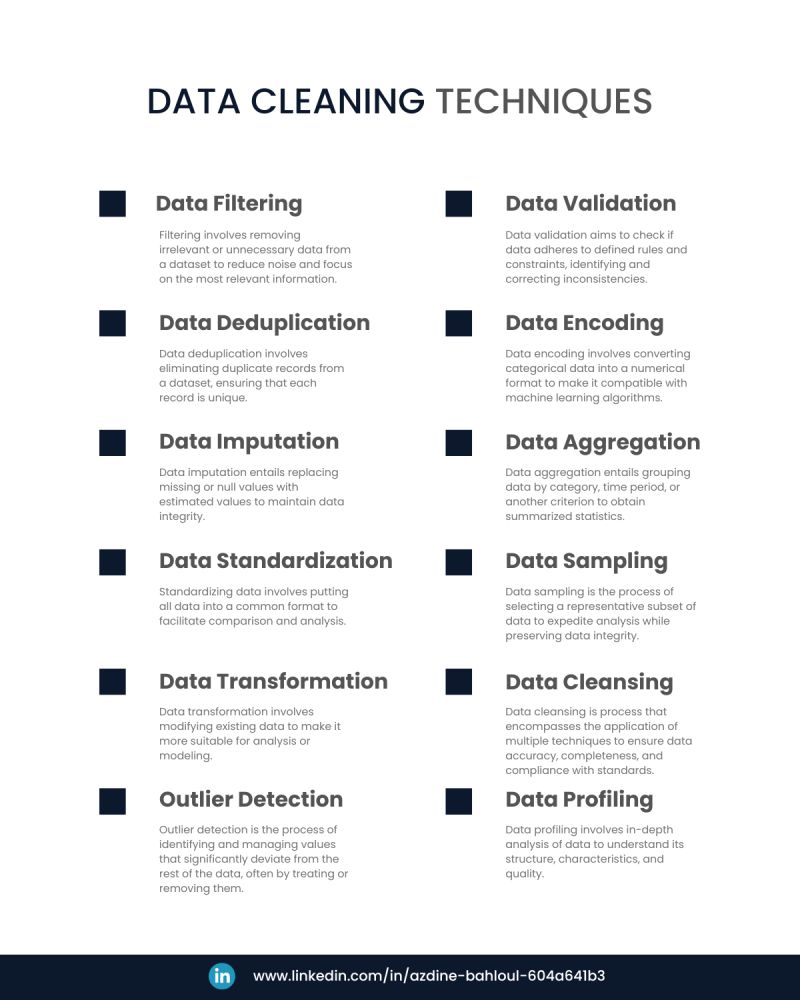 DATA CLEANING TECHNIQUES
Data Filtering
Filtering involves removing
irrelevant or unnecessary data from
a dataset to reduce noise and focus
on the most relevant information.
Data Deduplication
Data deduplication involves
eliminating duplicate records from
a dataset, ensuring that each
record is unique.
Data Imputation
Data imputation entails replacing
missing or null values with
estimated values to maintain data
integrity.
Data Standardization
Standardizing data involves putting
all data into a common format to
facilitate comparison and analysis.
Data Transformation
Data transformation involves
modifying existing data to make it
more suitable for analysis or
modeling.
Outlier Detection
Outlier detection is the process of
identifying and managing values
that significantly deviate from the
rest of the data, often by treating or
removing them.
Data Validation
Data validation aims to check if
data adheres to defined rules and
constraints, identifying and
correcting inconsistencies.
Data Encoding
Data encoding involves converting
categorical data into a numerical
format to make it compatible with
machine learning algorithms.
Data Aggregation
Data aggregation entails grouping
data by category, time period, or
another criterion to obtain
summarized statistics.
Data Sampling
Data sampling is the process of
selecting a representative subset of
data to expedite analysis while
preserving data integrity.
Data Cleansing
Data cleansing is process that
encompasses the application of
multiple techniques to ensure data
accuracy, completeness, and
compliance with standards.
Data Profiling
Data profiling involves in-depth
analysis of data to understand its
structure, characteristics, and
quality.
in www.linkedin.com/in/azdine-bahloul-604a641b3